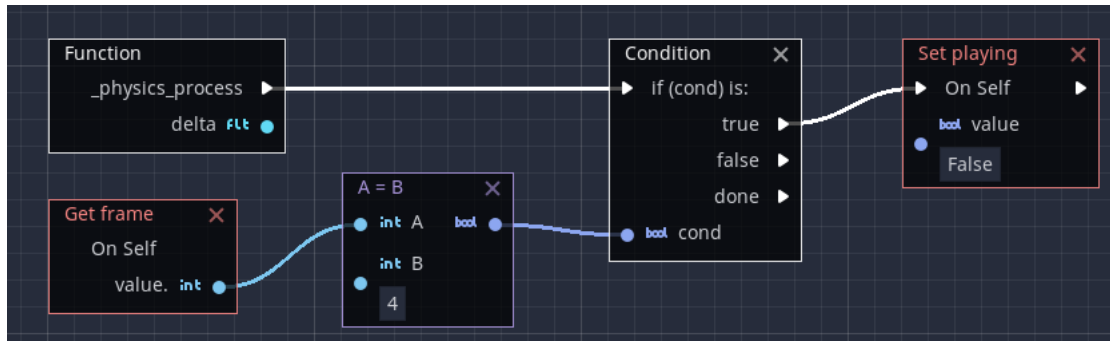 Function
_physics_process
delta flt
Condition
if (cond) is:
true
false
done
bool cond
Set playing
On Self
bool value
False
Get frame
On Self
value. int
A = B
int A bool
int B
4